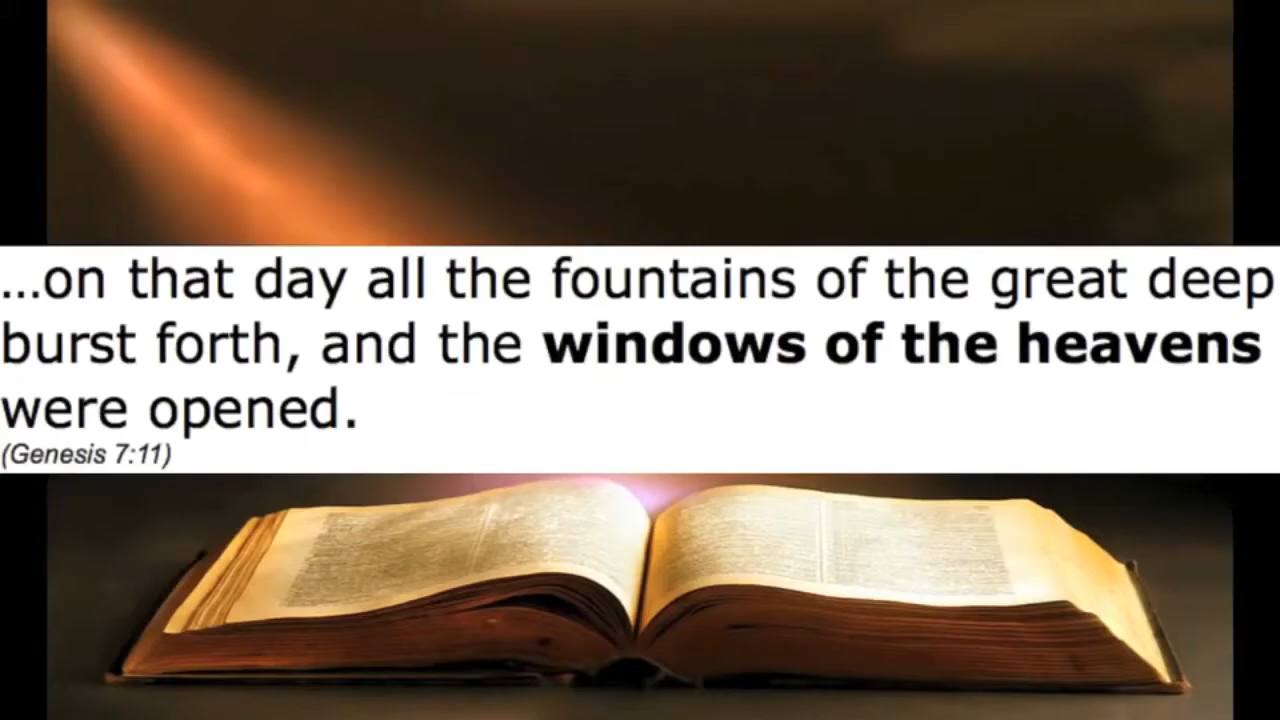 ...on that day all the fountains of the great deep
burst forth, and the windows of the heavens
were opened.
(Genesis 7:11)